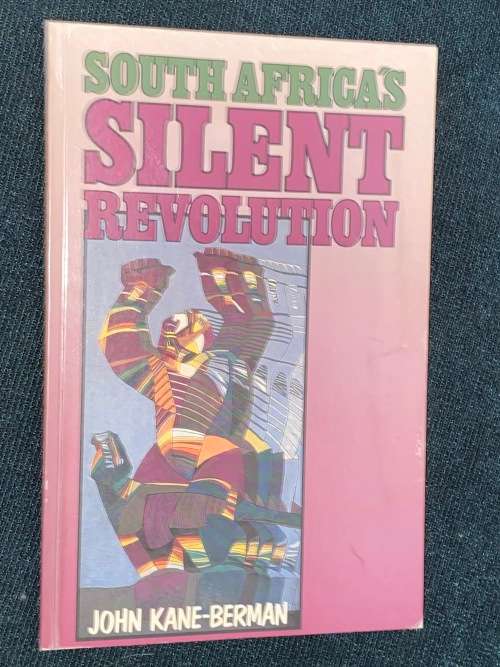 SOUTH AFRICA'S
SILENT
REVOLUTION
JOHN KANE-BERMAN